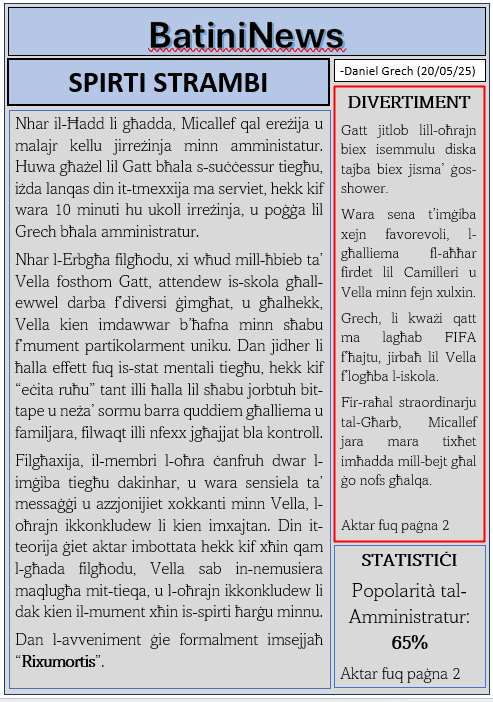 BatiniNews
SPIRTI STRAMBI
-Daniel Grech (20/05/25)
Nhar il-Ħadd li għadda, Micallef qal ereżija u
malajr kellu jirreżinja minn amministatur.
Huwa għażel lil Gatt bħala s-suċċessur tiegħu,
iżda lanqas din it-tmexxija ma serviet, hekk kif
wara 10 minuti hu ukoll irreżinja, u poġġa lil
Grech bħala amministratur.
Nhar l-Erbgħa filgħodu, xi wħud mill-ħbieb ta’
Vella fosthom Gatt, attendew is-skola għall-
ewwel darba f’diversi ġimgħat, u għalhekk,
Vella kien imdawwar b’ħafna minn sħabu
f’mument partikolarment uniku. Dan jidher li
ħalla effett fuq is-stat mentali tiegħu, hekk kif
“eċita ruħu” tant illi ħalla lil sħabu jorbtuh bit-
tape u neża’ sormu barra quddiem għalliema u
familjara, filwaqt illi nfexx jgħajjat bla kontroll.
Filgħaxija, il-membri l-oħra ċanfruh dwar l-
imġiba tiegħu dakinhar, u wara sensiela ta’
messaġġi u azzjonijiet xokkanti minn Vella, l-
oħrajn ikkonkludew li kien imxajtan. Din it-
teorija ġiet aktar imbottata hekk kif xħin qam
l-għada filgħodu, Vella sab in-nemusiera
maqlugħa mit-tieqa, u l-oħrajn ikkonkludew li
dak kien il-mument xħin is-spirti ħarġu minnu.
Dan l-avveniment ġie formalment imsejjaħ
“Rixumortis”.
DIVERTIMENT
Gatt jitlob lill-oħrajn
biex isemmulu diska
tajba biex jisma’ ġos-
shower.
Wara sena t’imġiba
xejn favorevoli, l-
għalliema fl-aħħar
firdet lil Camilleri u
Vella minn fejn xulxin.
Grech, li kważi qatt
ma lagħab FIFA
f’ħajtu, jirbaħ lil Vella
f’logħba l-iskola.
Fir-raħal straordinarju
tal-Għarb, Micallef
jara mara tixħet
imħadda mill-bejt għal
ġo nofs għalqa.
Aktar fuq paġna 2
STATISTIĊI
Popolarità tal-
Amministratur:
65%
Aktar fuq paġna 2